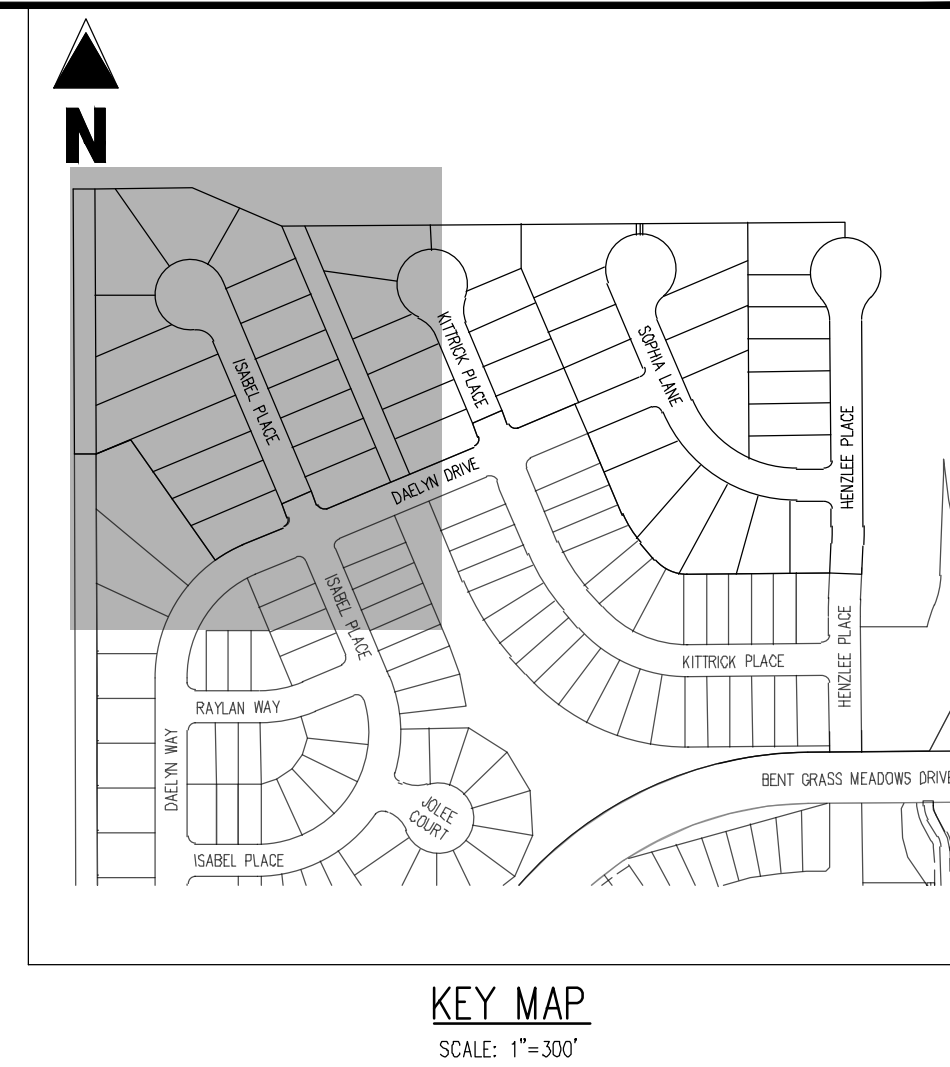 N
ISABEL PLACE
KITTRICK PLACE
SOPHIA LANE
HENZLEE PLACE
DAELYN DRIVE
ISABEL PLACE
HENZLEE PLACE
KITTRICK PLACE
RAYLAN WAY
DAELYN WAY
BENT GRASS MEADOWS DRIVE
JOLEE
COURT
ISABEL PLACE
KEY MAP
SCALE: 1"=300'